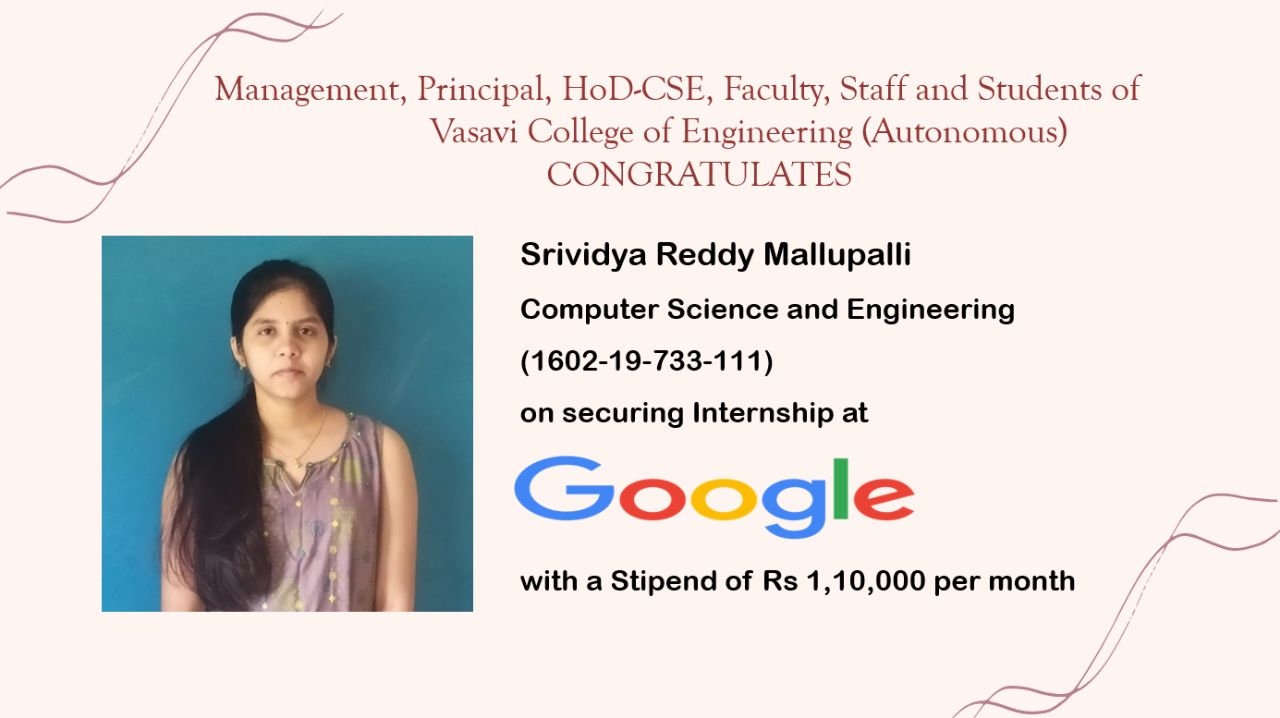 Management, Principal, HoD-CSE, Faculty, Staff and Students of
Vasavi College of Engineering (Autonomous)
CONGRATULATES
Srividya Reddy Mallupalli
Computer Science and Engineering
(1602-19-733-111)
on securing Internship at
Google
with a Stipend of Rs 1,10,000 per month